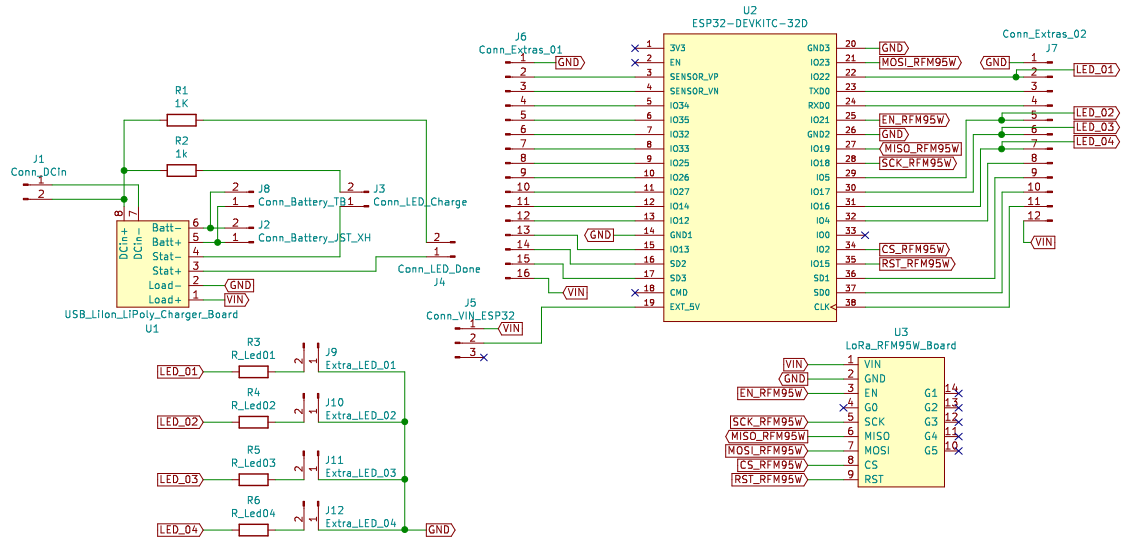 U2
ESP32-DEVKITC-32D
J6
Conn_Extras_01
Conn_Extras_02
J7
1 GND
2
3
4
5
6
7
8
9
10
11
12
13 GND
14
15
16 VIN
1 3V3
2 EN
3 SENSOR_VP
4 SENSOR_VN
5 IO34
6 IO35
7 IO32
8 IO33
9 IO25
10 IO26
11 IO27
12 IO14
13 IO12
14 GND1
15 IO13
16 SD2
17 SD3
18 CMD
19 EXT_5V
GND3 20 GND
IO23 21 MOSI_RFM95W
IO22 22
TXD0 23
RXD0 24
IO21 25 EN_RFM95W
GND2 26 GND
IO19 27 MISO_RFM95W
IO18 28 SCK_RFM95W
IO5 29
IO17 30
IO16 31
IO4 32
IO0 33
IO2 34 CS_RFM95W
IO15 35 RST_RFM95W
SD1 36
SD0 37
CLK 38
GND 1
2 LED_01
3
4
5 LED_02
6 LED_03
7 LED_04
8
9
10
11
12
VIN
R1
1K
R2
1k
J1
Conn_DCin
1
2
J8
2
1
Conn_Battery_TB
J3
2
1
Conn_LED_Charge
J2
2
1
Conn_Battery_JST_XH
2
1
Conn_LED_Done
J4
8 7
DCin+ DCin-
Batt- 6
Batt+ 5
Stat- 4
Stat+ 3
Load- 2 GND
Load+ 1 VIN
USB_LiIon_LiPoly_Charger_Board
U1
J5
Conn_VIN_ESP32
1 VIN
2
3
R3
R_Led01
LED_01
2 1
J9
Extra_LED_01
R4
R_Led02
LED_02
2 1
J10
Extra_LED_02
R5
R_Led03
LED_03
2 1
J11
Extra_LED_03
R6
R_Led04
LED_04
2 1
J12
Extra_LED_04
GND
U3
LoRa_RFM95W_Board
VIN 1 VIN
GND 2 GND
EN_RFM95W 3 EN
4 G0
SCK_RFM95W 5 SCK
MISO_RFM95W 6 MISO
MOSI_RFM95W 7 MOSI
CS_RFM95W 8 CS
RST_RFM95W 9 RST
G1 14
G2 13
G3 12
G4 11
G5 10